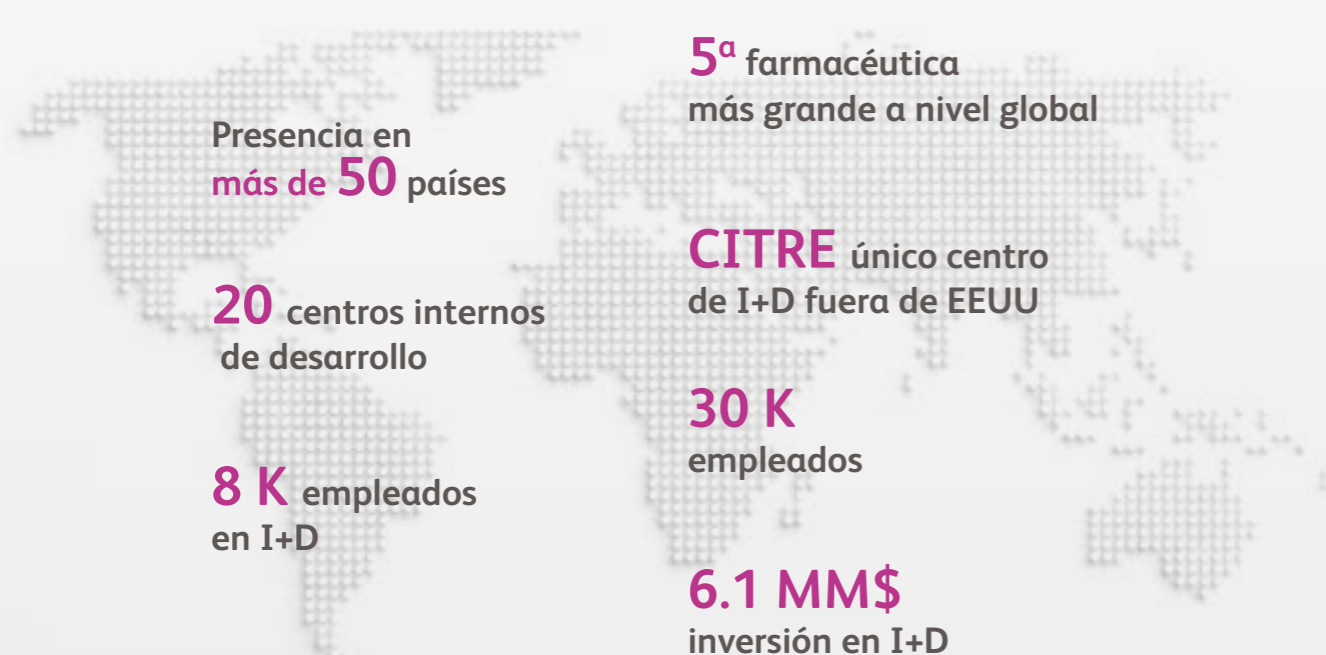 Presencia en
más de 50 países
20 centros internos
de desarrollo
8 K empleados
en I+D
5ª farmacéutica
más grande a nivel global
CITRE único centro
de I+D fuera de EEUU
30 K
empleados
6.1 MM$
inversión en I+D